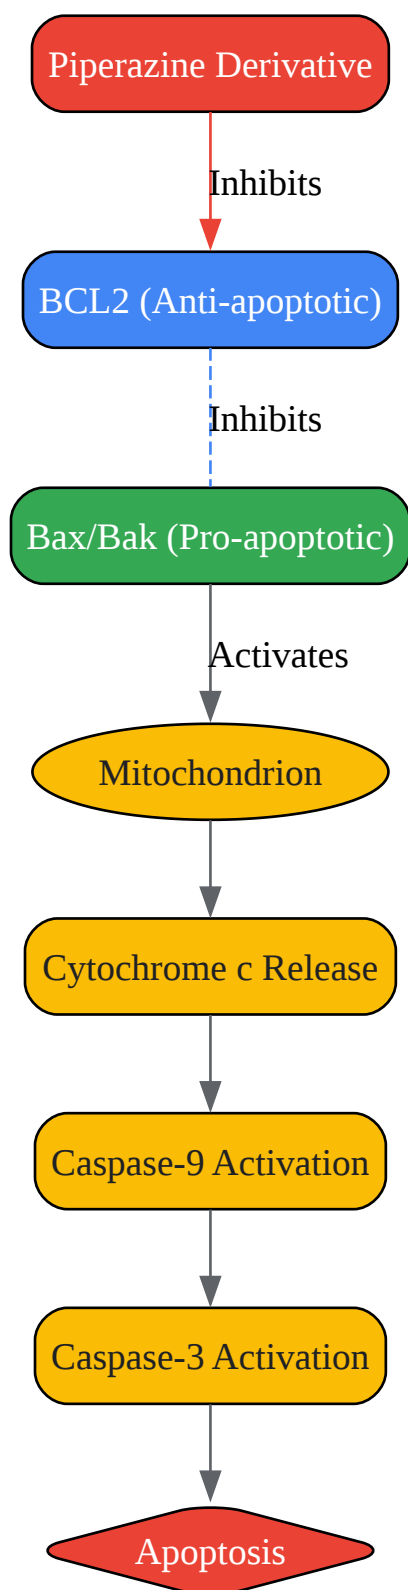 Piperazine Derivative
Inhibits
BCL2 (Anti-apoptotic)
Inhibits
Bax/Bak (Pro-apoptotic)
Activates
Mitochondrion
Cytochrome c Release
Caspase-9 Activation
Caspase-3 Activation
Apoptosis